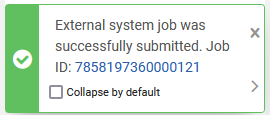 External system job was
successfully submitted. Job
ID: 7858197360000121
Collapse by default